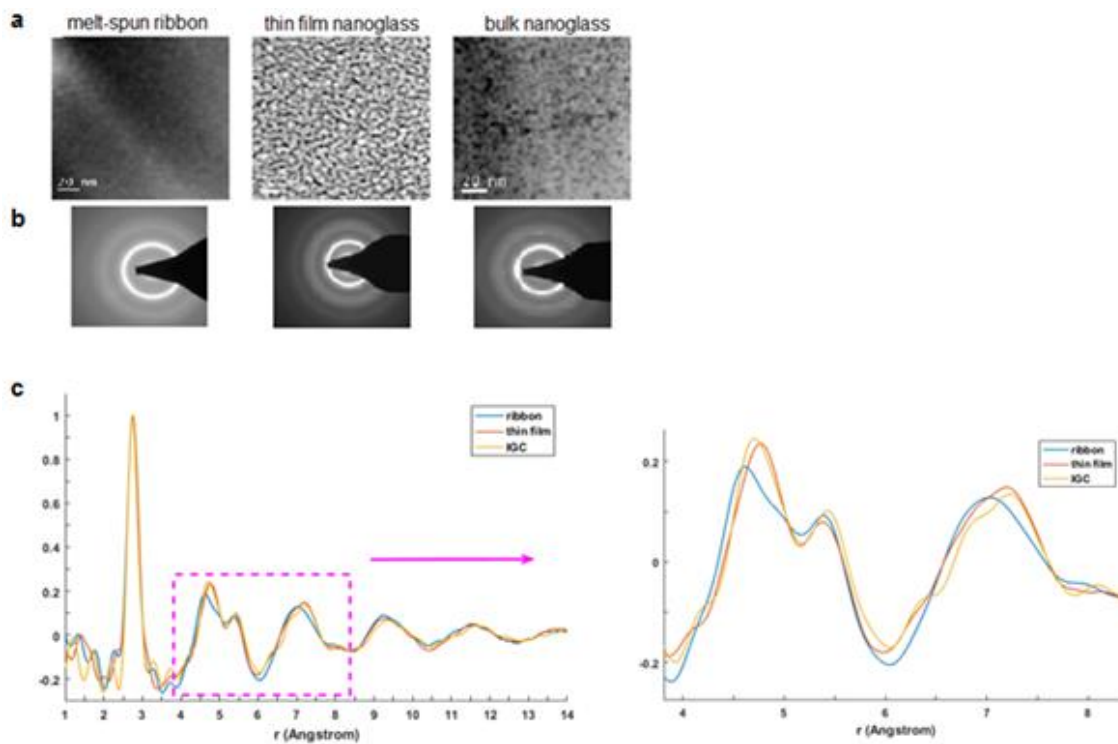 a
melt-spun ribbon thin film nanoglass bulk nanoglass
20 nm
20 nm
b
c
1
0.8
0.6
0.4
0.2
0
-0.2
1 2 3 4 5 6 7 8 9 10 11 12 13 14
r (Angstrom)
ribbon
thin film
IGC
0.2
0
-0.2
4 5 6 7 8
r (Angstrom)
ribbon
thin film
IGC